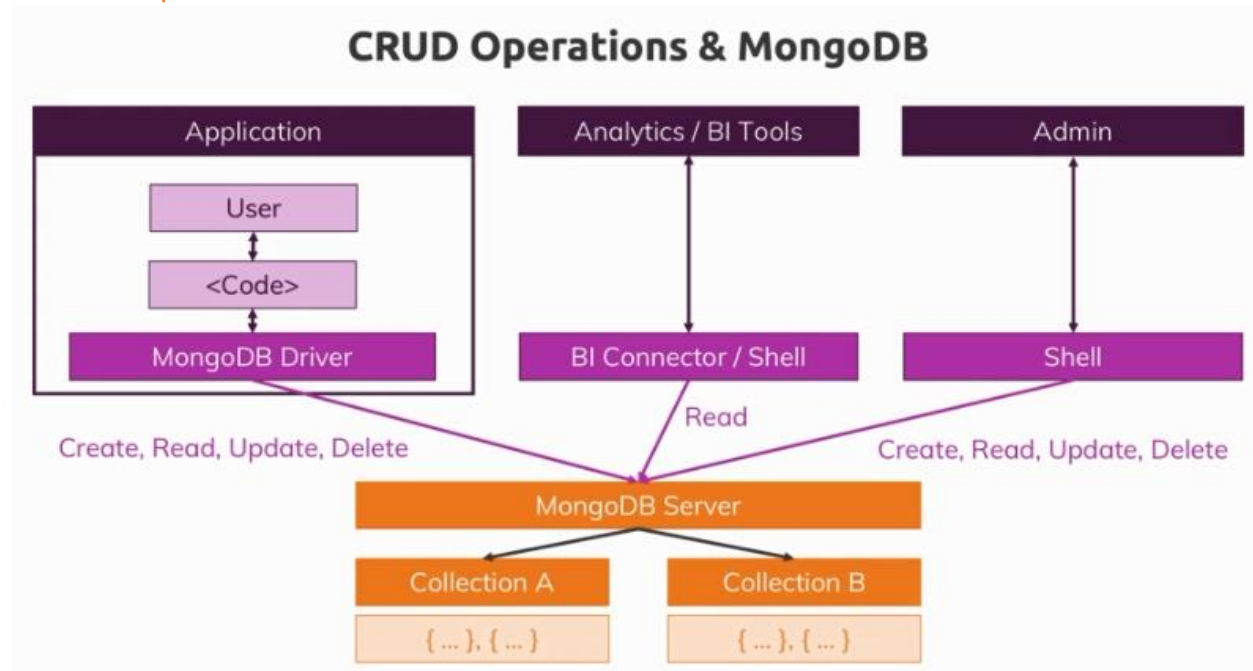 CRUD Operations & MongoDB
Application
Analytics / BI Tools
Admin
User
<Code>
MongoDB Driver
BI Connector / Shell
Shell
Read
Create, Read, Update, Delete
Create, Read, Update, Delete
MongoDB Server
Collection A
Collection B
{ ... }, { ... }
{ ... }, { ... }